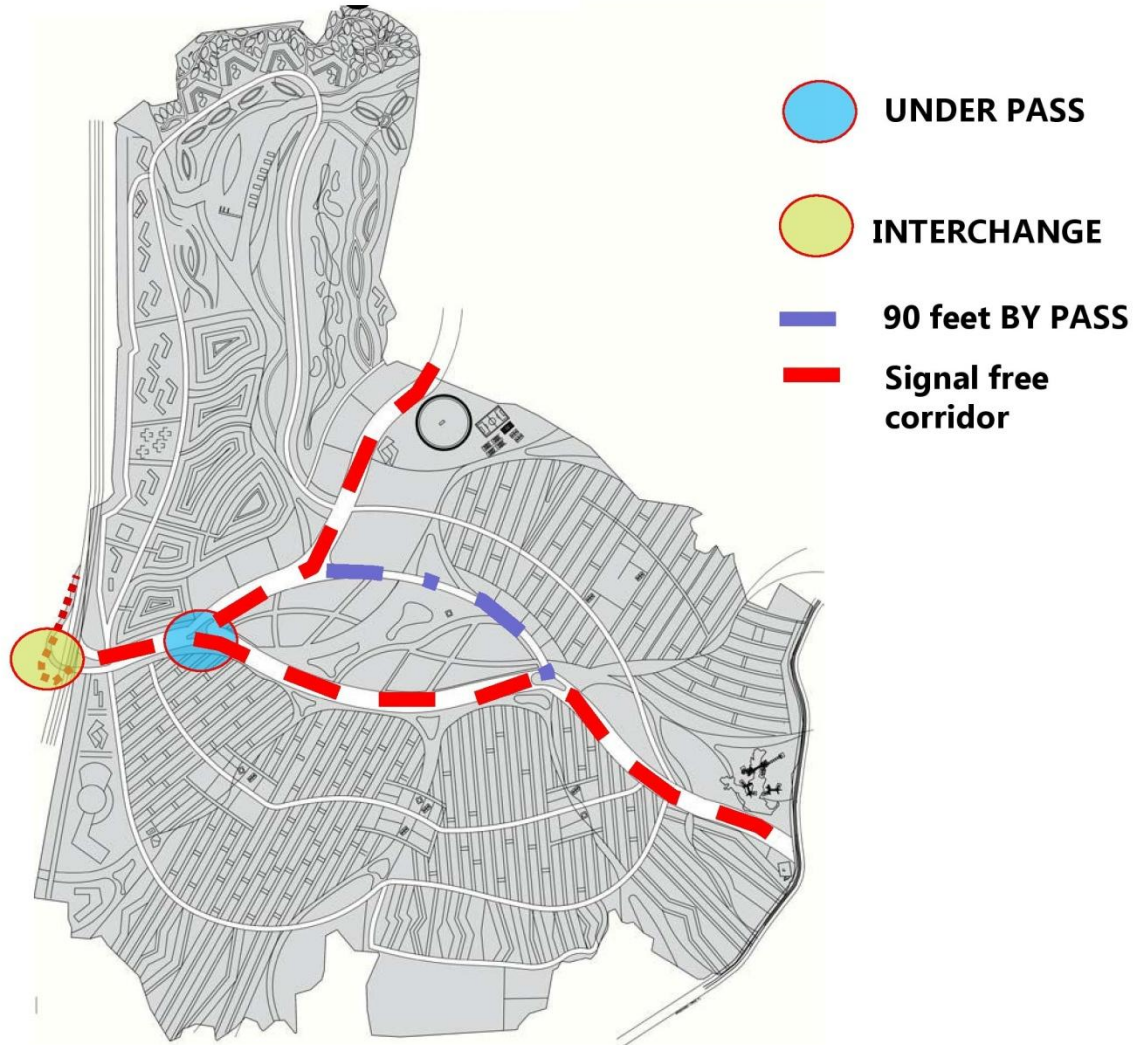 UNDER PASS
INTERCHANGE
90 feet BY PASS
Signal free
corridor